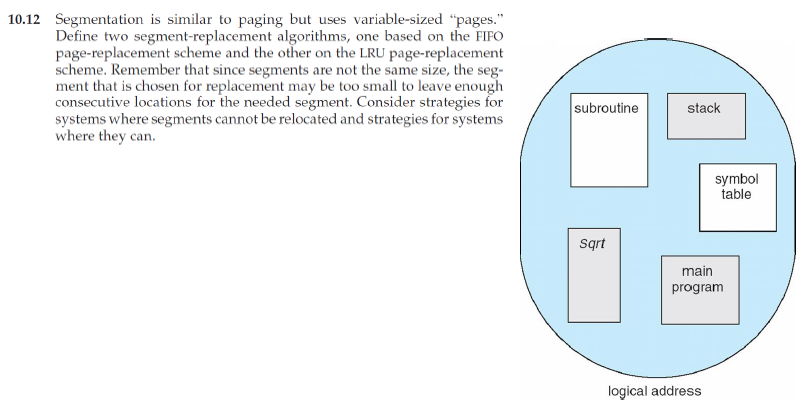 10.12 Segmentation is similar to paging but uses variable-sized “pages.”
Define two segment-replacement algorithms, one based on the FIFO
page-replacement scheme and the other on the LRU page-replacement
scheme. Remember that since segments are not the same size, the seg-
ment that is chosen for replacement may be too small to leave enough
consecutive locations for the needed segment. Consider strategies for
systems where segments cannot be relocated and strategies for systems
where they can.
subroutine
stack
symbol
table
Sqrt
main
program
logical address